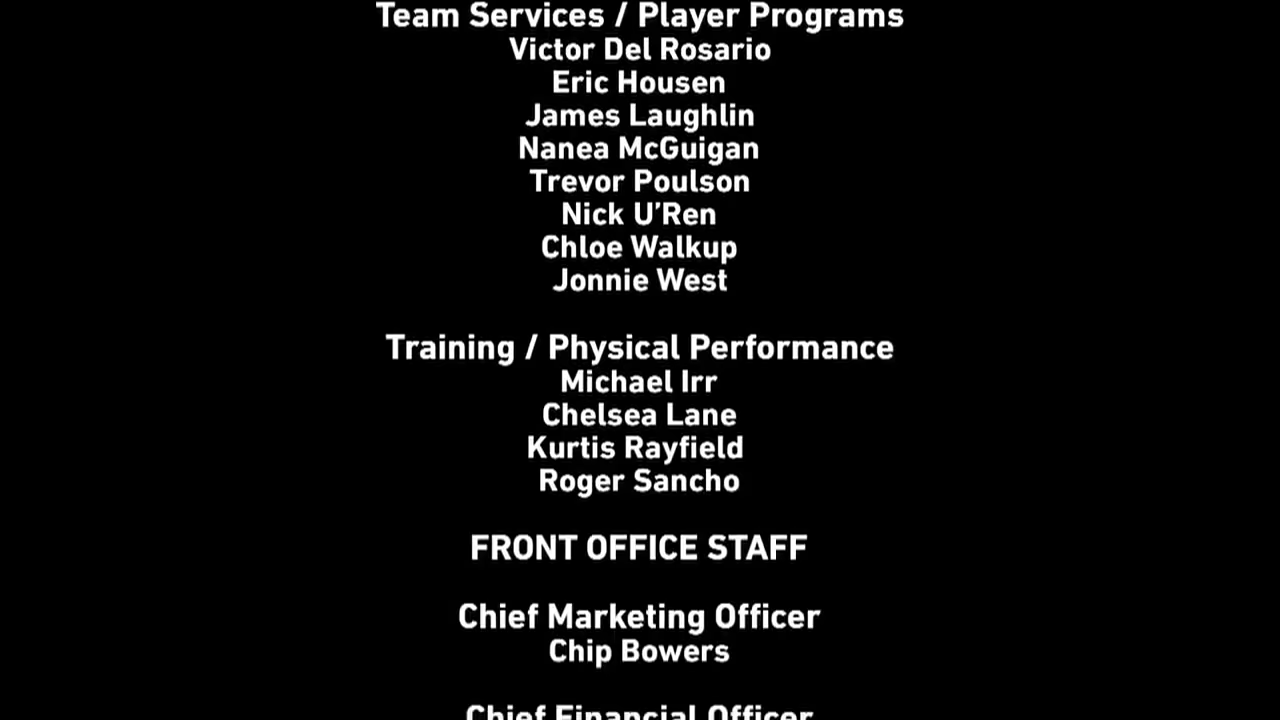 Team Services / Player Programs
Victor Del Rosario
Eric Housen
James Laughlin
Nanea McGuigan
Trevor Poulson
Nick U’Ren
Chloe Walkup
Jonnie West
Training / Physical Performance
Michael Irr
Chelsea Lane
Kurtis Rayfield
Roger Sancho
FRONT OFFICE STAFF
Chief Marketing Officer
Chip Bowers
Chief Financial Officer